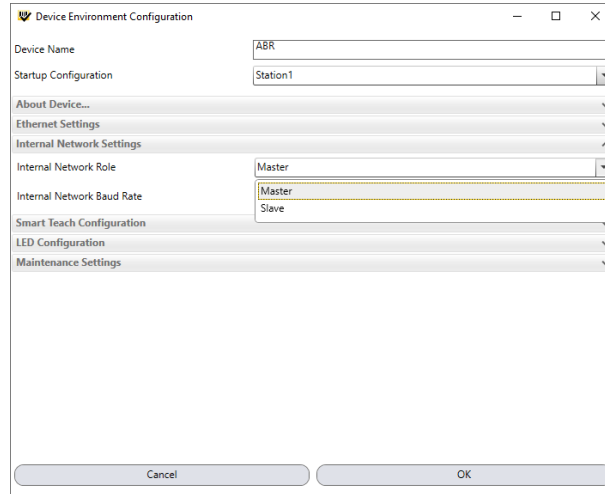 Device Environment Configuration
Device Name ABR
Startup Configuration Station1
About Device...
Ethernet Settings
Internal Network Settings
Internal Network Role Master
Master
Internal Network Baud Rate
Slave
Smart Teach Configuration
LED Configuration
Maintenance Settings
Cancel OK